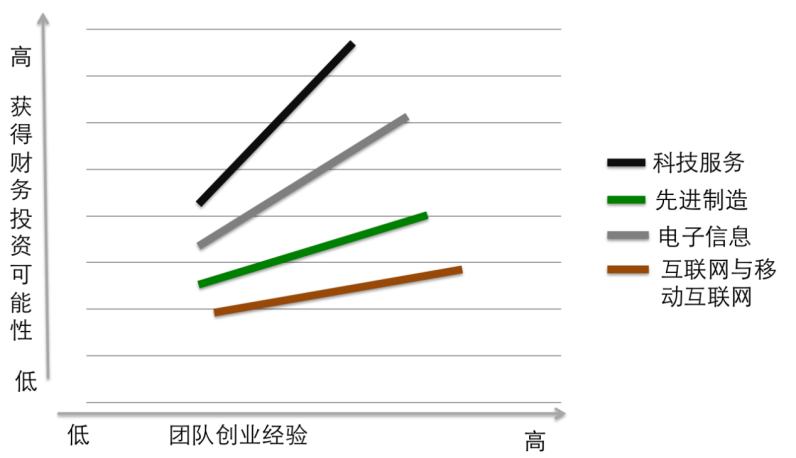 高
获得财务投资可能性
低
低
团队创业经验
高
科技服务
先进制造
电子信息
互联网与移
动互联网